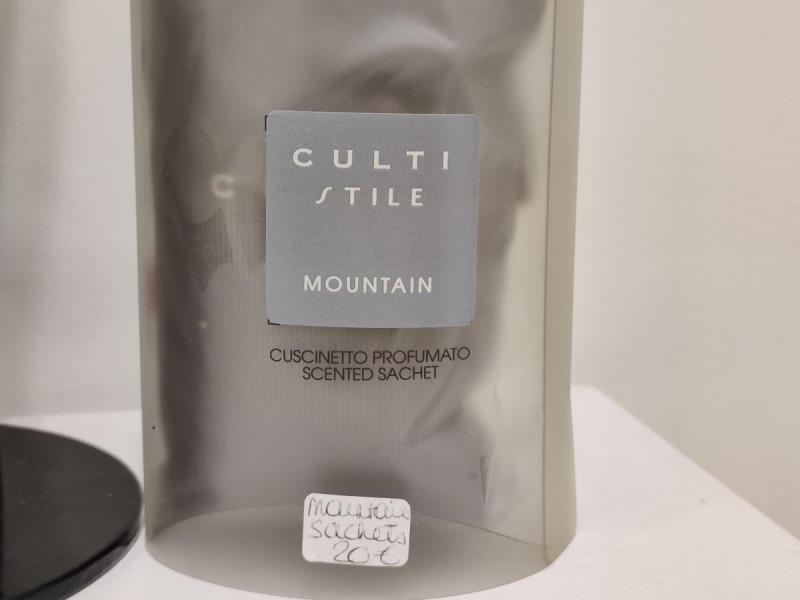 CULTI
STILE
MOUNTAIN
CUSCINETTO PROFUMATO
SCENTED SACHET
Mountain
Sachets
20€